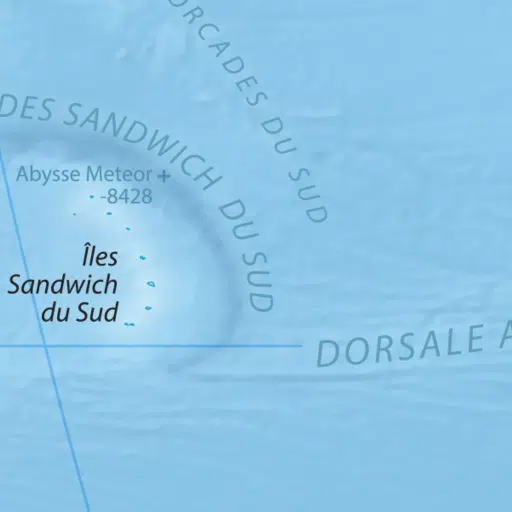 ORCADES DU SUD
DES SANDWICH DU SUD
Abysse Meteor
-8428
Îles
Sandwich
du Sud
DORSALE A